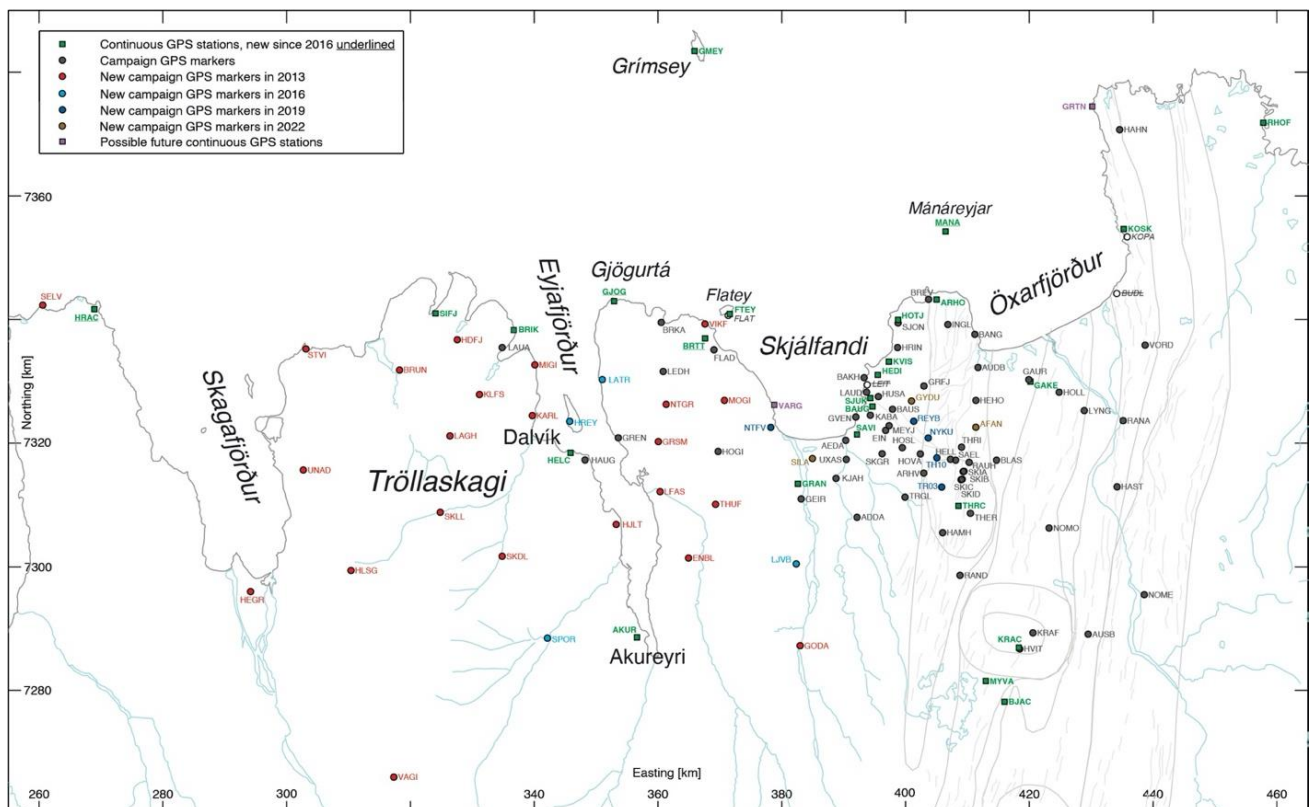 Continuous GPS stations, new since 2016 underlined
Campaign GPS markers
New campaign GPS markers in 2013
New campaign GPS markers in 2016
New campaign GPS markers in 2019
New campaign GPS markers in 2022
Possible future continuous GPS stations
GMEY
Grímsey
GRTN
RHOF
HAHN
7360
Mánáreyjar
MANA
KOSK
KOPA
Skagafjörður
Eyjafjörður
Gjögurtá
Flatey
Skjálfandi
Öxarfjörður
SELV
HRAC
SIFJ
BRIK
GJOG
FTEY
FLAT
BREV
ARHO
BUDL
HDFJ
LAUA
BRKA
VIKF
BRTT
FLAD
HOTJ
SJON
INGL
BANG
HRIN
VORD
STVI
BRUN
MIGI
LATR
LEDH
KVIS
HEDI
AUDB
BAKH
LEIT
GRFJ
GAUR
GAKE
HOLL
KLFS
KARL
HREY
NTGR
MOGI
VARG
LAUD
HUSA
SJUK
BAUG
GYDU
HEHO
LYNG
RANA
LAGH
Dalvík
GREN
GRSM
HOGI
NTFV
GVEN
KABA
BAUS
REYB
AFAN
SAVI
EIN
MEYJ
NYKU
AEDA
HOSL
THRI
UNAD
Tröllaskagi
HELC
HAUG
SILA
UXAS
SKGR
HOVA
HELL
SAEL
TH10
RAUH
BLAS
SKLL
LFAS
THUF
GRAN
GEIR
KJAH
ARHV
SKIA
SKIB
SKIC
SKID
TR03
TRGL
HAST
HJLT
ADDA
THRC
THER
HAMH
NOMO
7320
Northing [km]
7300
HLSG
HEGR
SKDL
ENBL
LJVB
RAND
NOME
SPOR
AKUR
Akureyri
GODA
KRAC
KRAF
HVIT
AUSB
7280
MYVA
BJAC
VAGI
Easting [km]
260
280
300
320
340
360
380
400
420
440
460